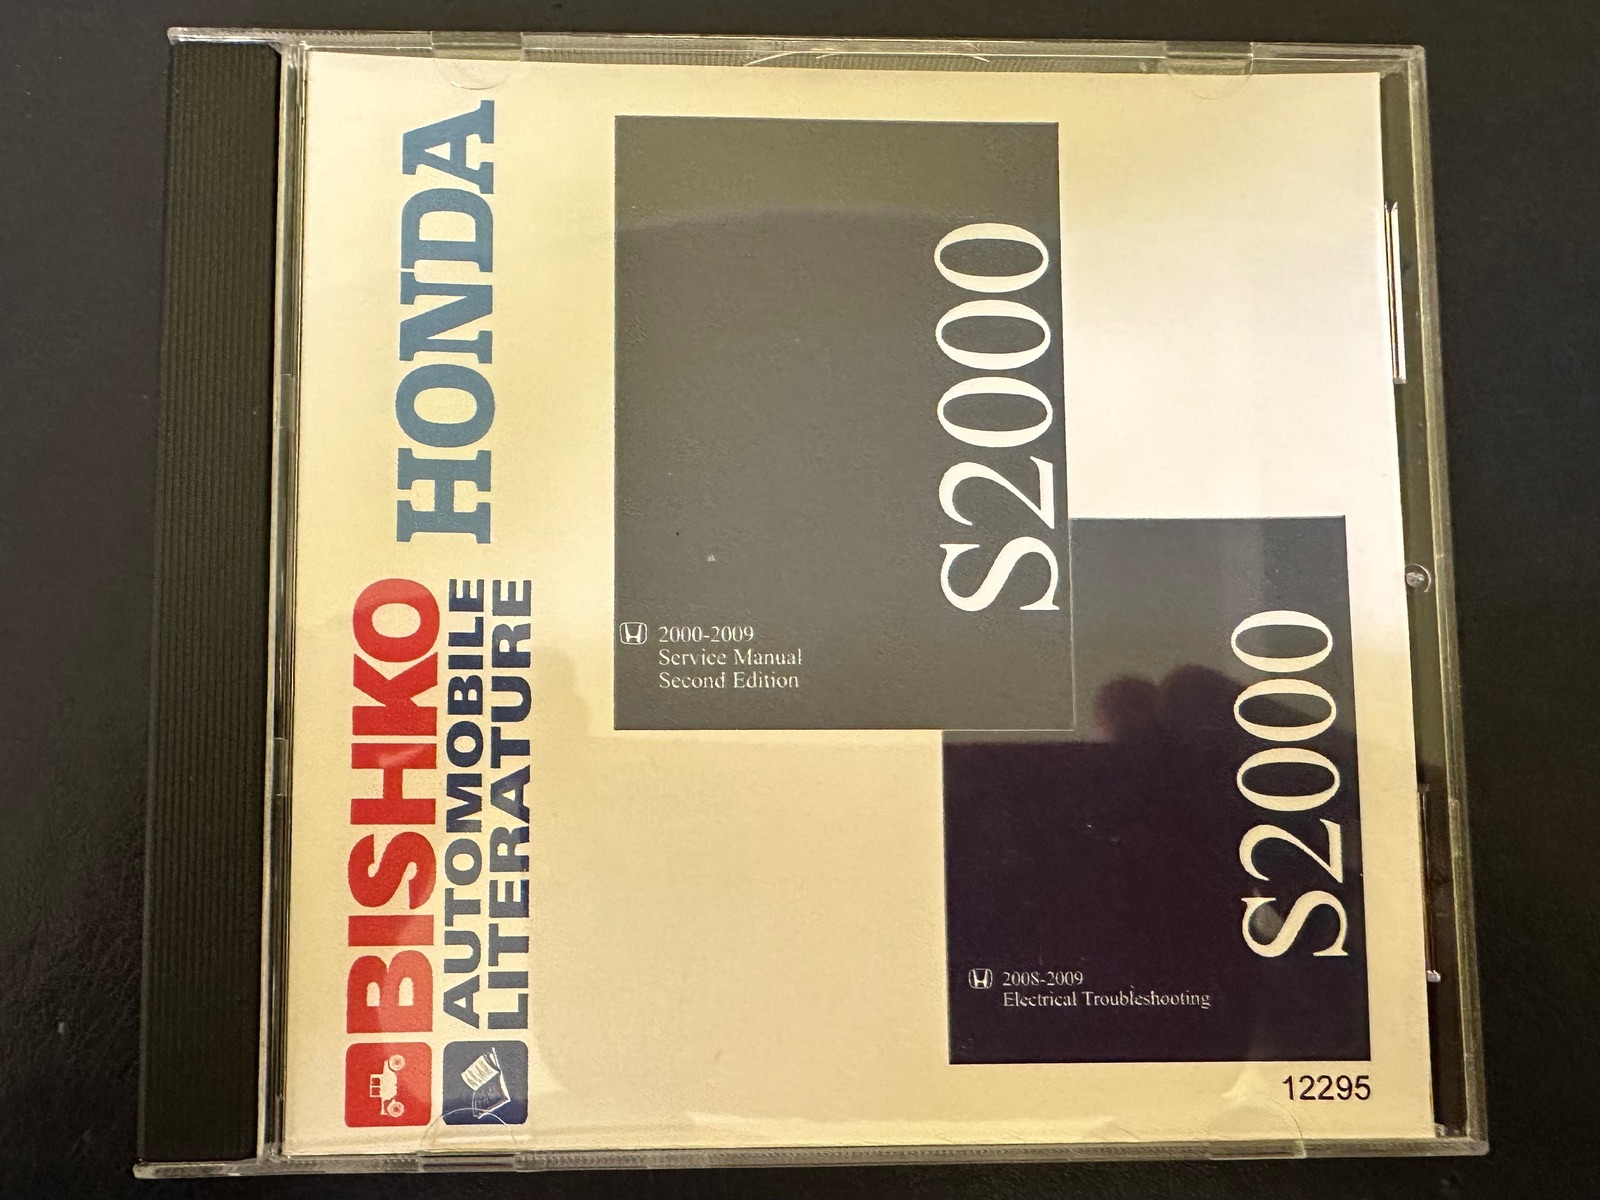 BISHKO
AUTOMOBILE
LITERATURE
HONDA
S2000
2000-2009
Service Manual
Second Edition
S2000
2008-2009
Electrical Troubleshooting
12295